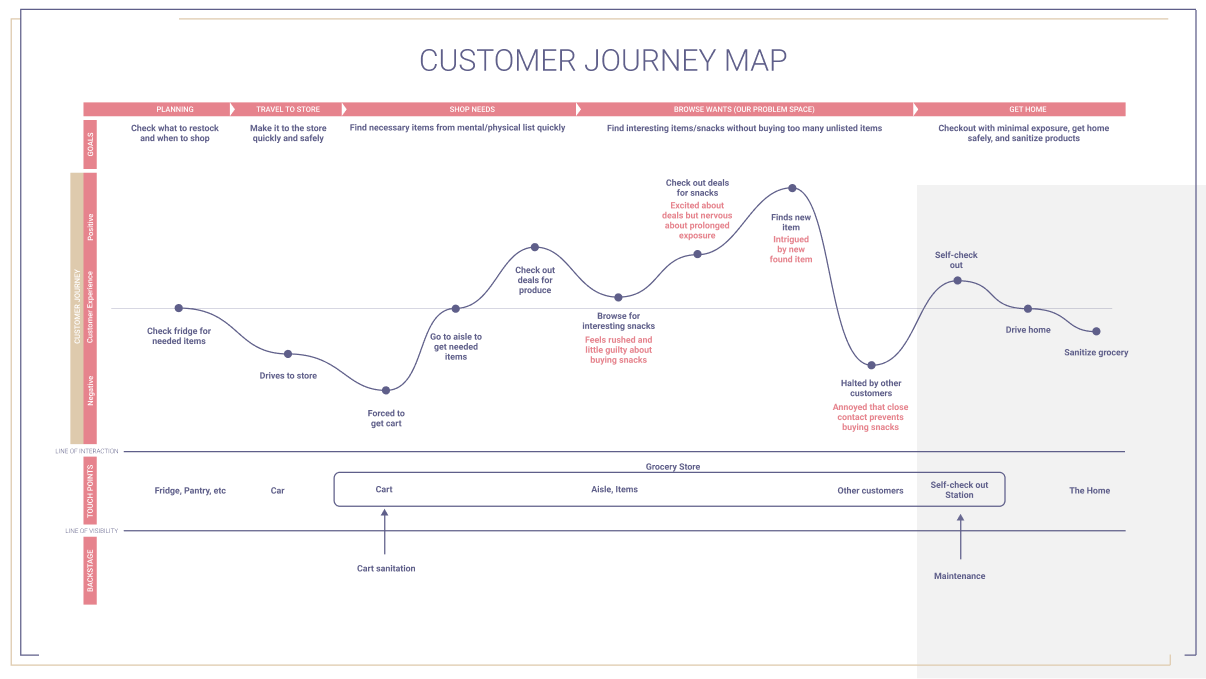 CUSTOMER JOURNEY MAP
PLANNING
TRAVEL TO STORE
SHOP NEEDS
BROWSE WANTS (OUR PROBLEM SPACE)
GET HOME
GOALS
Check what to restock
and when to shop
Make it to the store
quickly and safely
Find necessary items from mental/physical list quickly
Find interesting items/snacks without buying too many unlisted items
Checkout with minimal exposure, get home
safely, and sanitize products
CUSTOMER JOURNEY
Positive
Customer Experience
Negative
Check fridge for
needed items
Drives to store
Forced to
get cart
Go to aisle to
get needed
items
Check out
deals for
produce
Browse for
interesting snacks
Feels rushed and
little guilty about
buying snacks
Check out deals
for snacks
Excited about
deals but nervous
about prolonged
exposure
Finds new
item
Intrigued
by new
found item
Halted by other
customers
Annoyed that close
contact prevents
buying snacks
Self-check
out
Drive home
Sanitize grocery
LINE OF INTERACTION
TOUCH POINTS
Fridge, Pantry, etc
Car
Grocery Store
Cart
Aisle, Items
Other customers
Self-check out
Station
The Home
LINE OF VISIBILITY
BACKSTAGE
Cart sanitation
Maintenance